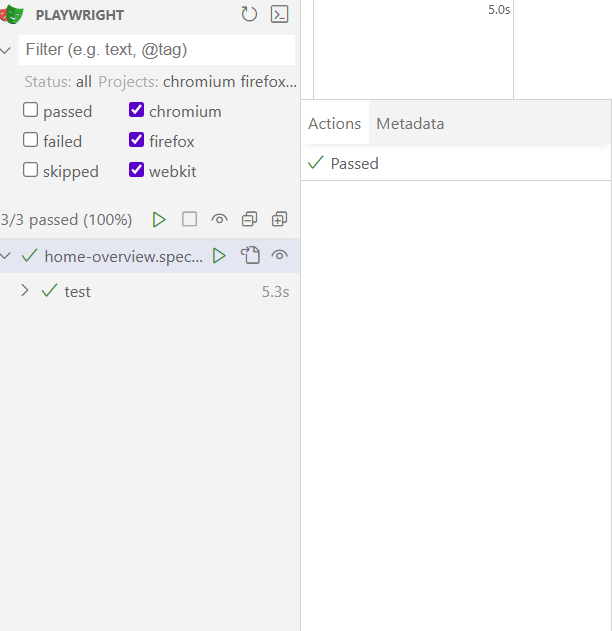 PLAYWRIGHT
Filter (e.g. text, @tag)
Status: all Projects: chromium firefox...
passed chromium
failed firefox
skipped webkit
3/3 passed (100%)
home-overview.spec...
test 5.3s
5.0s
Actions Metadata
Passed